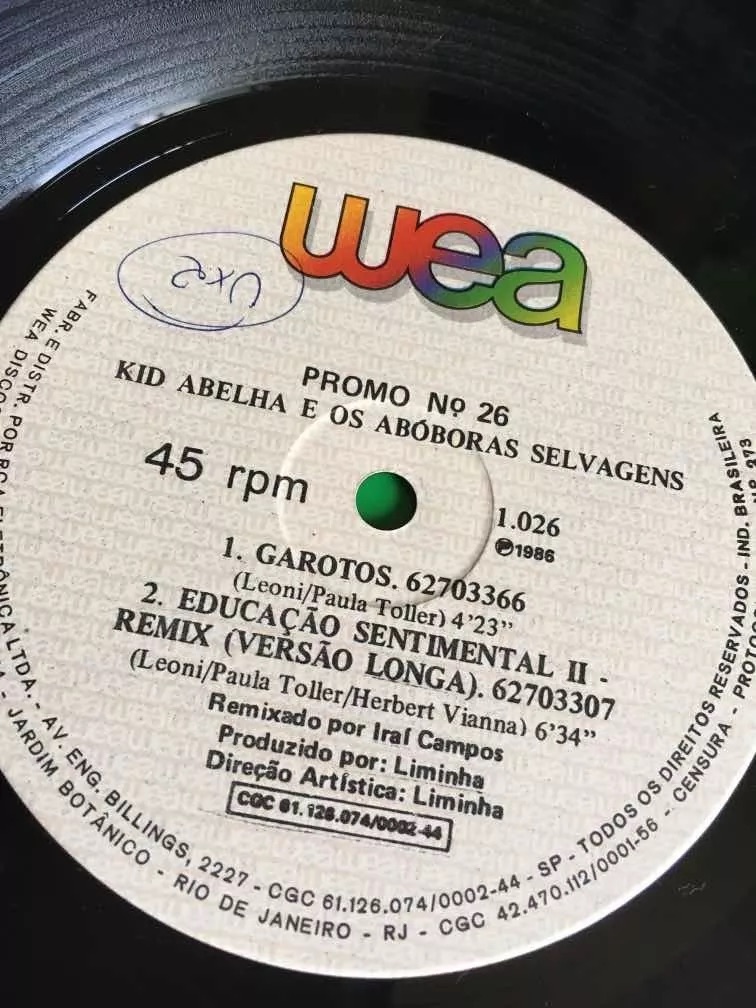 wea
PROMO Nº 26
KID ABELHA E OS ABÓBORAS SELVAGENS
45 rpm
1.026
℗1986
1. GAROTOS. 62703366
(Leoni/Paula Toller) 4'23"
2. EDUCAÇÃO SENTIMENTAL II -
REMIX (VERSÃO LONGA). 62703307
(Leoni/Paula Toller/Herbert Vianna) 6'34"
Remixado por Iraí Campos
Produzido por: Liminha
Direção Artística: Liminha
CGC 61.126.074/0002-44
FABR. E DISTR. POR RCA ELETRÔNICA LTDA. - AV. ENG. BILLINGS, 2227 - CGC 61.126.074/0002-44 - SP - TODOS OS DIREITOS RESERVADOS - IND. BRASILEIRA
WEA DISCOS JARDIM BOTÂNICO - RIO DE JANEIRO - RJ - CGC 42.470.112/0001-56 - CENSURA - 273